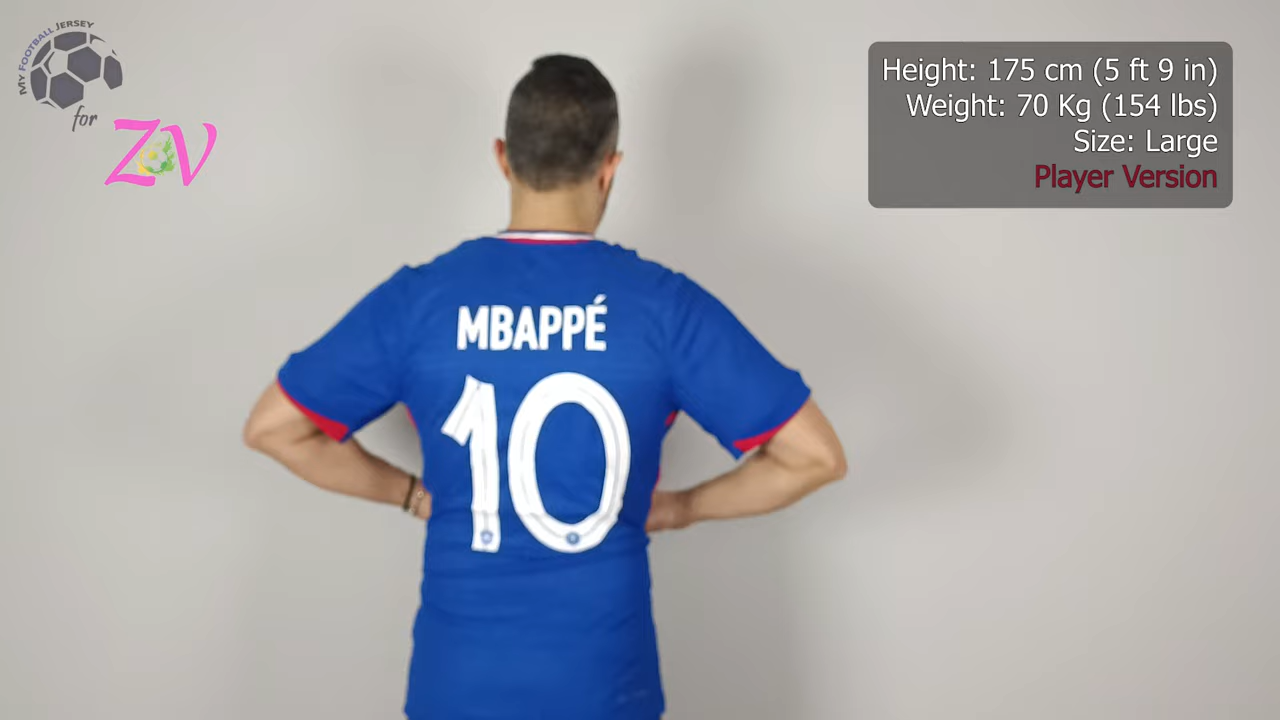 MY FOOTBALL JERSEY
for
ZV
Height: 175 cm (5 ft 9 in)
Weight: 70 Kg (154 lbs)
Size: Large
Player Version
MBAPPÉ
10